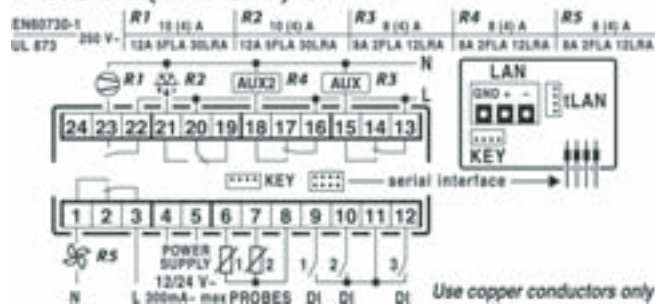 EN60730-1 R1 10 (4) A R2 10 (4) A R3 8 (4) A R4 8 (4) A R5 8 (4) A
UL 873 250 V~ 12A 5FLA 30LRA 12A 5FLA 30LRA 8A 2FLA 12LRA 8A 2FLA 12LRA 8A 2FLA 12LRA
R1 R2 AUX2 R4 AUX R3 N
L
24 23 22 21 20 19 18 17 16 15 14 13
LAN
GND + -
tLAN
KEY
KEY serial interface
1 2 3 4 5 6 7 8 9 10 11 12
R5 POWER SUPPLY 1 2 1 2 3
12/24 V~
N L 300mA~ max PROBES DI DI DI
Use copper conductors only